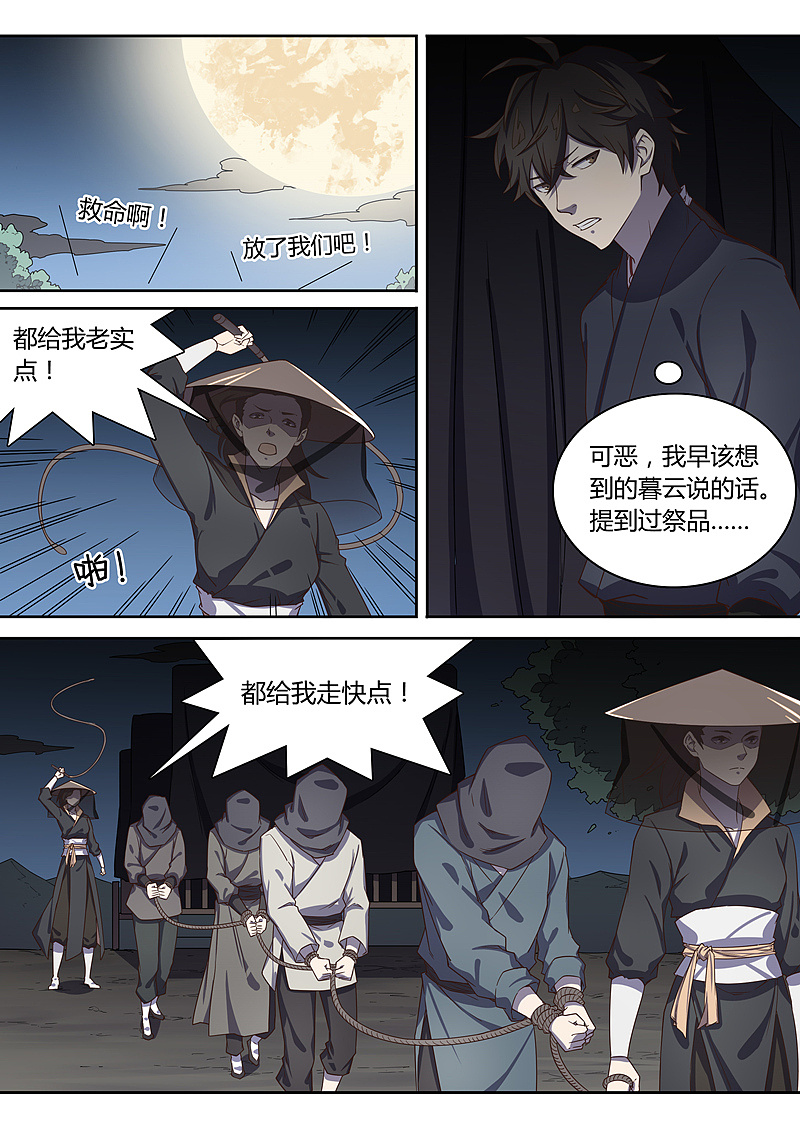 救命啊！
放了我们吧！
都给我老实
点！
啪！
可恶，我早该想
到的暮云说的话。
提到过祭品……
都给我走快点！